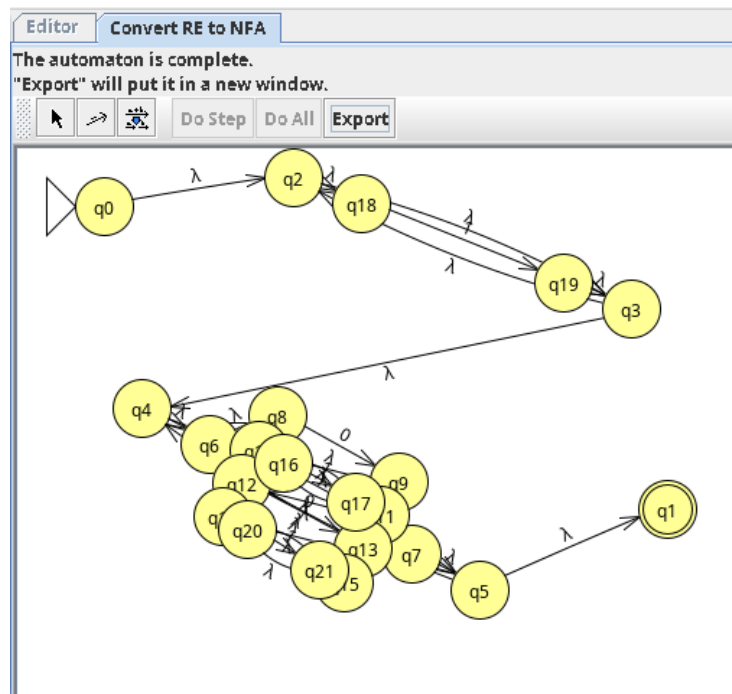 Editor Convert RE to NFA
The automaton is complete.
"Export" will put it in a new window.
Do Step Do All Export
λ q2 λ
q0 q18 λ
λ q19 λ
q3
λ
q4 λ λ q8
q6 0
q16 λ
q12 q17 q9
q20 q13 q7 λ q1
λ q21 q5 λ